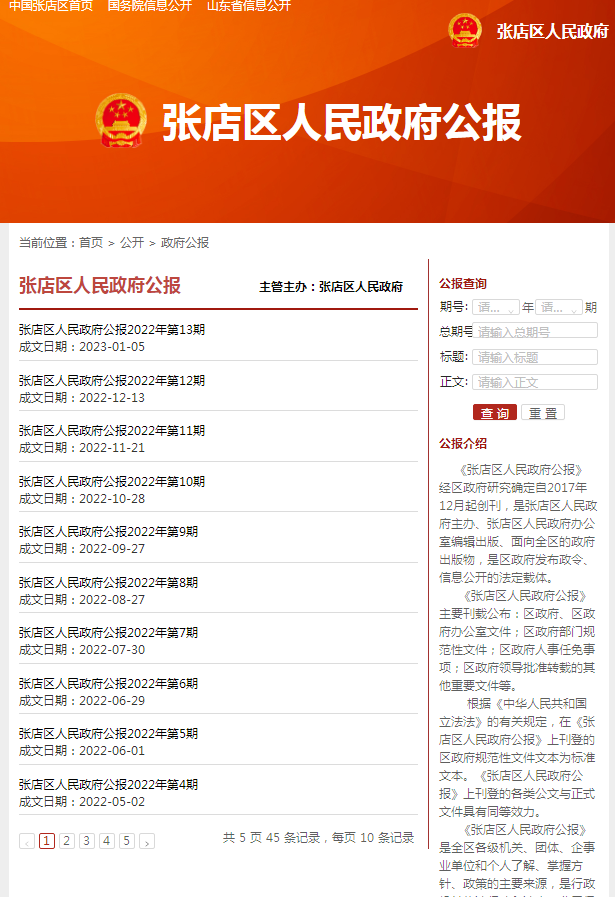 中国张店区首页 国务院信息公开 山东省信息公开
张店区人民政府
张店区人民政府公报
当前位置：首页 > 公开 > 政府公报
张店区人民政府公报 主管主办：张店区人民政府
张店区人民政府公报2022年第13期
成文日期：2023-01-05
张店区人民政府公报2022年第12期
成文日期：2022-12-13
张店区人民政府公报2022年第11期
成文日期：2022-11-21
张店区人民政府公报2022年第10期
成文日期：2022-10-28
张店区人民政府公报2022年第9期
成文日期：2022-09-27
张店区人民政府公报2022年第8期
成文日期：2022-08-27
张店区人民政府公报2022年第7期
成文日期：2022-07-30
张店区人民政府公报2022年第6期
成文日期：2022-06-29
张店区人民政府公报2022年第5期
成文日期：2022-06-01
张店区人民政府公报2022年第4期
成文日期：2022-05-02
‹ 1 2 3 4 5 ›
共 5 页 45 条记录，每页 10 条记录
公报查询
期号: 请... 年 请... 期
总期号 请输入总期号
标题: 请输入标题
正文: 请输入正文
查 询 重 置
公报介绍
《张店区人民政府公报》
经区政府研究确定自2017年
12月起创刊，是张店区人民政
府主办、张店区人民政府办公
室编辑出版、面向全区的政府
出版物，是区政府发布政令、
信息公开的法定载体。
《张店区人民政府公报》
主要刊载公布：区政府、区政
府办公室文件；区政府部门规
范性文件；区政府人事任免事
项；区政府领导批准转载的其
他重要文件等。
根据《中华人民共和国
立法法》的有关规定，在《张
店区人民政府公报》上刊登的
区政府规范性文件文本为标准
文本。《张店区人民政府公
报》上刊登的各类公文与正式
文件具有同等效力。
《张店区人民政府公报》
是全区各级机关、团体、企事
业单位和个人了解、掌握方
针、政策的主要来源，是行政